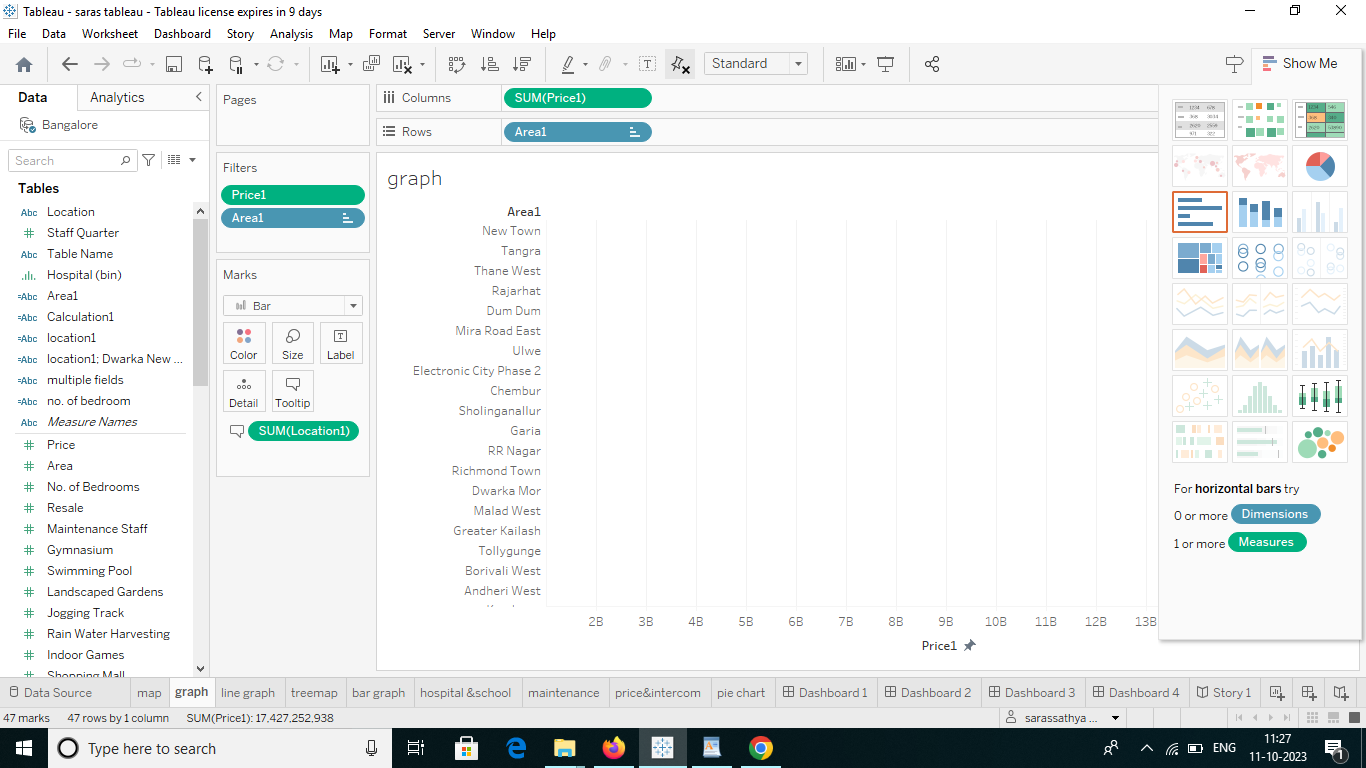 Tableau - saras tableau - Tableau license expires in 9 days
File Data Worksheet Dashboard Story Analysis Map Format Server Window Help
Standard
Show Me
Data Analytics
Bangalore
Search
Tables
Abc Location
# Staff Quarter
Abc Table Name
Hospital (bin)
=Abc Area1
=Abc Calculation1
=Abc location1
=Abc location1; Dwarka New ...
=Abc multiple fields
=Abc no. of bedroom
Abc Measure Names
# Price
# Area
# No. of Bedrooms
# Resale
# Maintenance Staff
# Gymnasium
# Swimming Pool
# Landscaped Gardens
# Jogging Track
# Rain Water Harvesting
# Indoor Games
# Shopping Mall
Pages
Filters
Price1
Area1
Marks
Bar
Color Size Label
Detail Tooltip
SUM(Location1)
Columns SUM(Price1)
Rows Area1
graph
Area1
New Town
Tangra
Thane West
Rajarhat
Dum Dum
Mira Road East
Ulwe
Electronic City Phase 2
Chembur
Sholinganallur
Garia
RR Nagar
Richmond Town
Dwarka Mor
Malad West
Greater Kailash
Tollygunge
Borivali West
Andheri West
2B 3B 4B 5B 6B 7B 8B 9B 10B 11B 12B 13B
Price1
For horizontal bars try
0 or more Dimensions
1 or more Measures
Data Source map graph line graph treemap bar graph hospital &school maintenance price&intercom pie chart Dashboard 1 Dashboard 2 Dashboard 3 Dashboard 4 Story 1
47 marks 47 rows by 1 column SUM(Price1): 17,427,252,938
sarassathya ...
Type here to search
ENG
11:27
11-10-2023
1